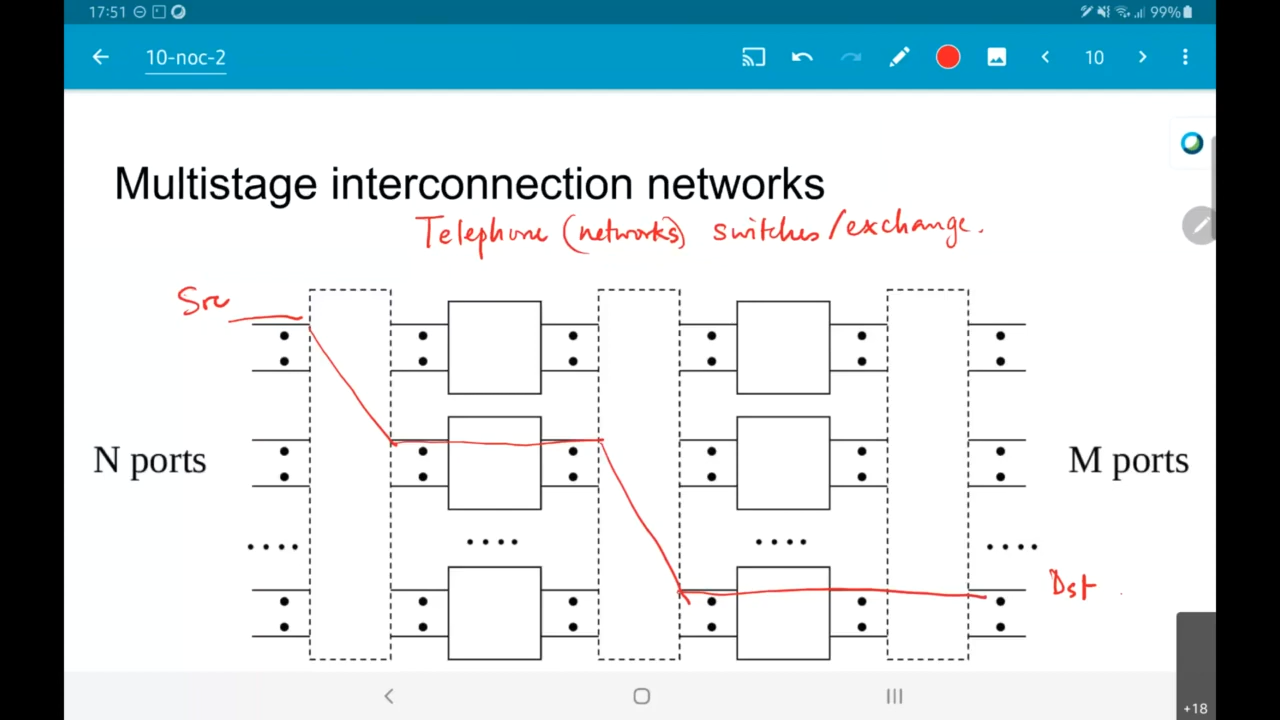 17:51 99%
10-noc-2 10
Multistage interconnection networks
Telephone (networks) switches/exchange.
Src
N ports M ports
Dst
+18